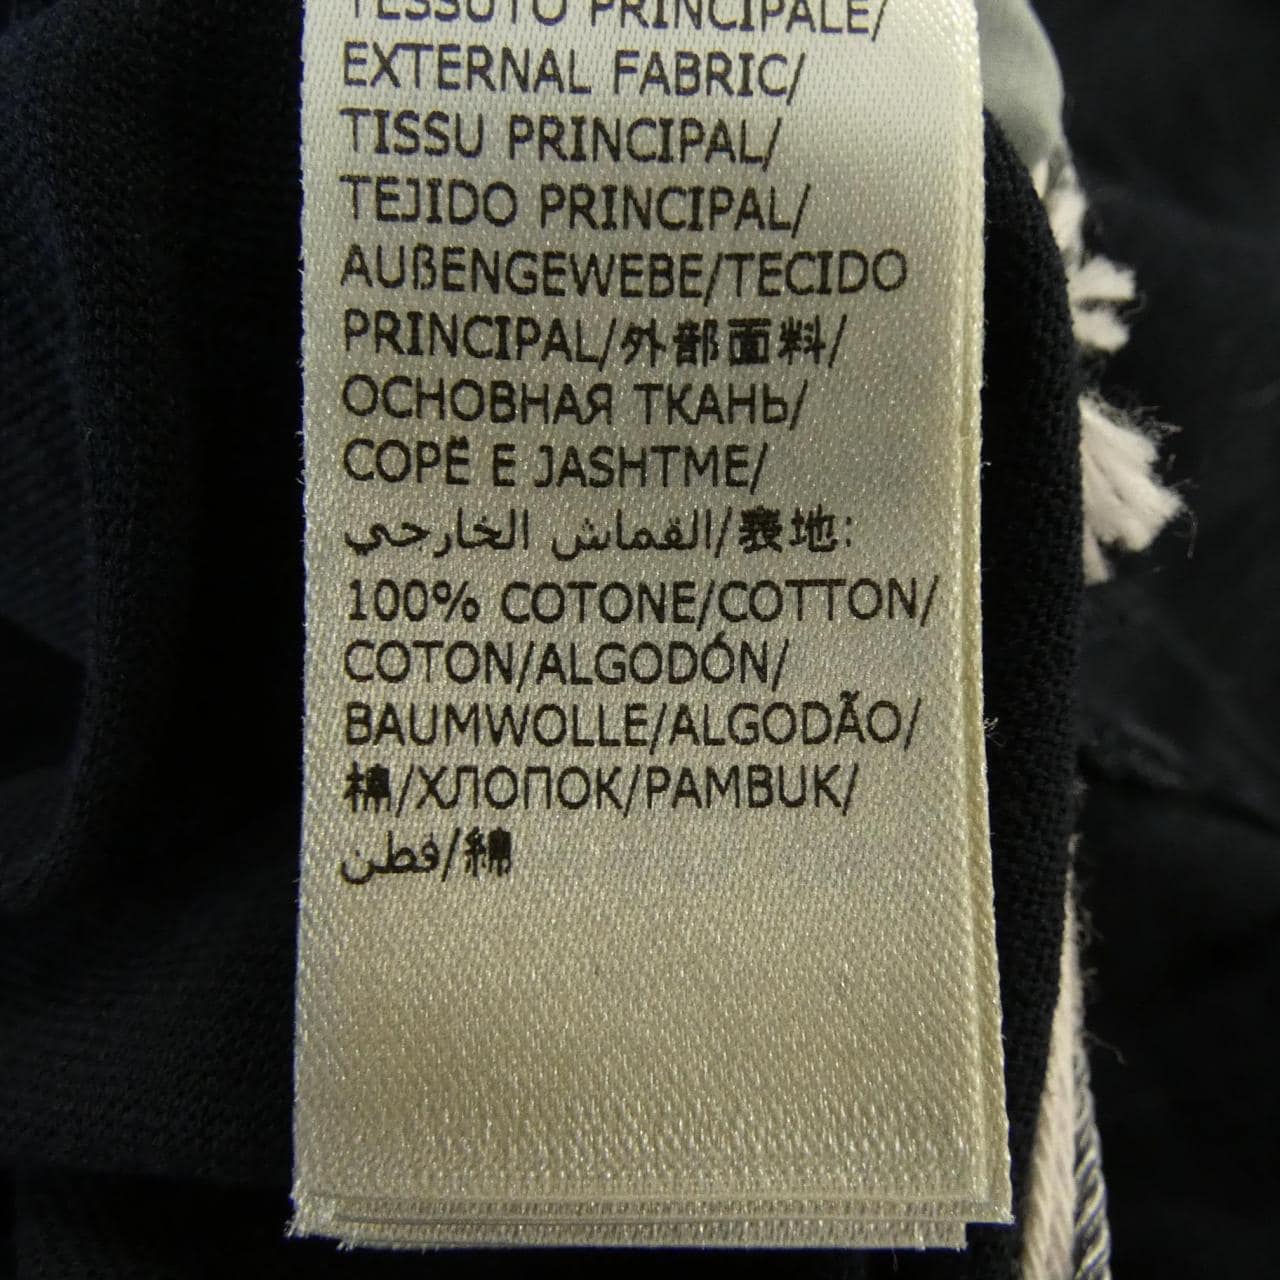 TESSUTO PRINCIPALE/
EXTERNAL FABRIC/
TISSU PRINCIPAL/
TEJIDO PRINCIPAL/
AUßENGEWEBE/TECIDO
PRINCIPAL/外部面料/
ОСНОВНАЯ ТКАНЬ/
COPË E JASHTME/
القماش الخارجي/表地:
100% COTONE/COTTON/
COTON/ALGODÓN/
BAUMWOLLE/ALGODÃO/
棉/ХЛОПОК/PAMBUK/
قطن/綿